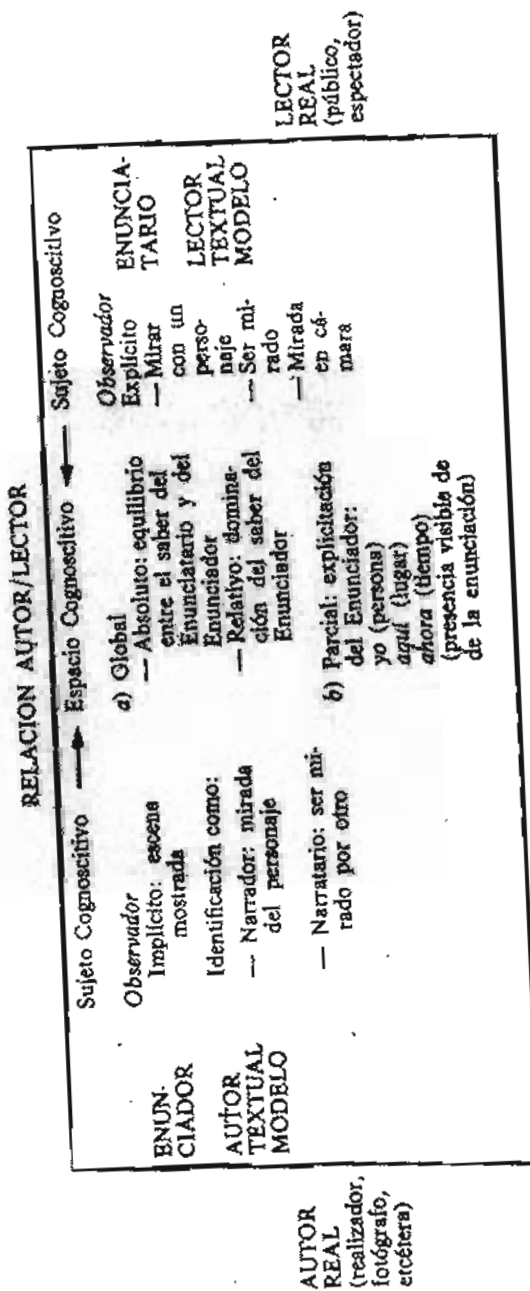 RELACION AUTOR/LECTOR
Sujeto Cognoscitivo → Espacio Cognoscitivo ← Sujeto Cognoscitivo
AUTOR
REAL
(realizador,
fotógrafo,
etcétera)
ENUN-
CIADOR
AUTOR
TEXTUAL
MODELO
Observador
Implícito: escena
mostrada
Identificación como:
— Narrador: mirada
del personaje
— Narratario: ser mi-
rado por otro
a) Global
— Absoluto: equilibrio
entre el saber del
Enunciatario y del
Enunciador
— Relativo: domina-
ción del saber del
Enunciador
b) Parcial: explicitación
del Enunciador:
yo (persona)
aquí (lugar)
ahora (tiempo)
(presencia visible de
de la enunciación)
Observador
Explícito
— Mirar
con un
perso-
naje
— Ser mi-
rado
— Mirada
en cá-
mara
ENUNCIA-
TARIO
LECTOR
TEXTUAL
MODELO
LECTOR
REAL
(público,
espectador)